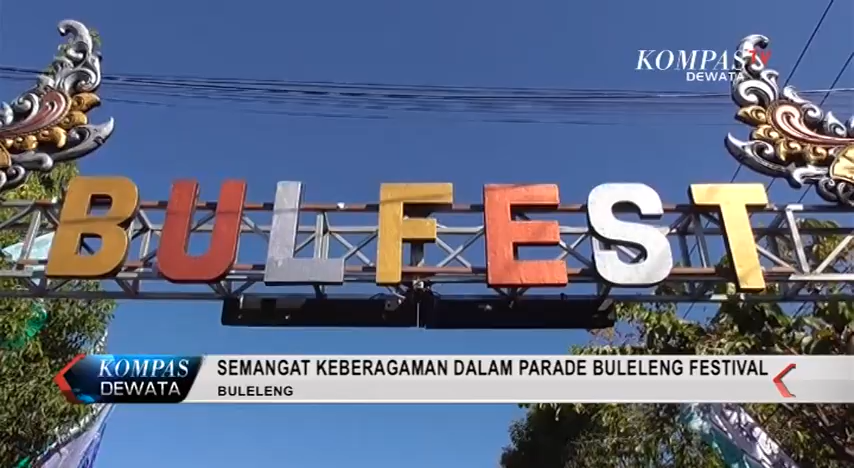 KOMPAS TV
DEWATA
BULFEST
KOMPAS
DEWATA
SEMANGAT KEBERAGAMAN DALAM PARADE BULELENG FESTIVAL
BULELENG